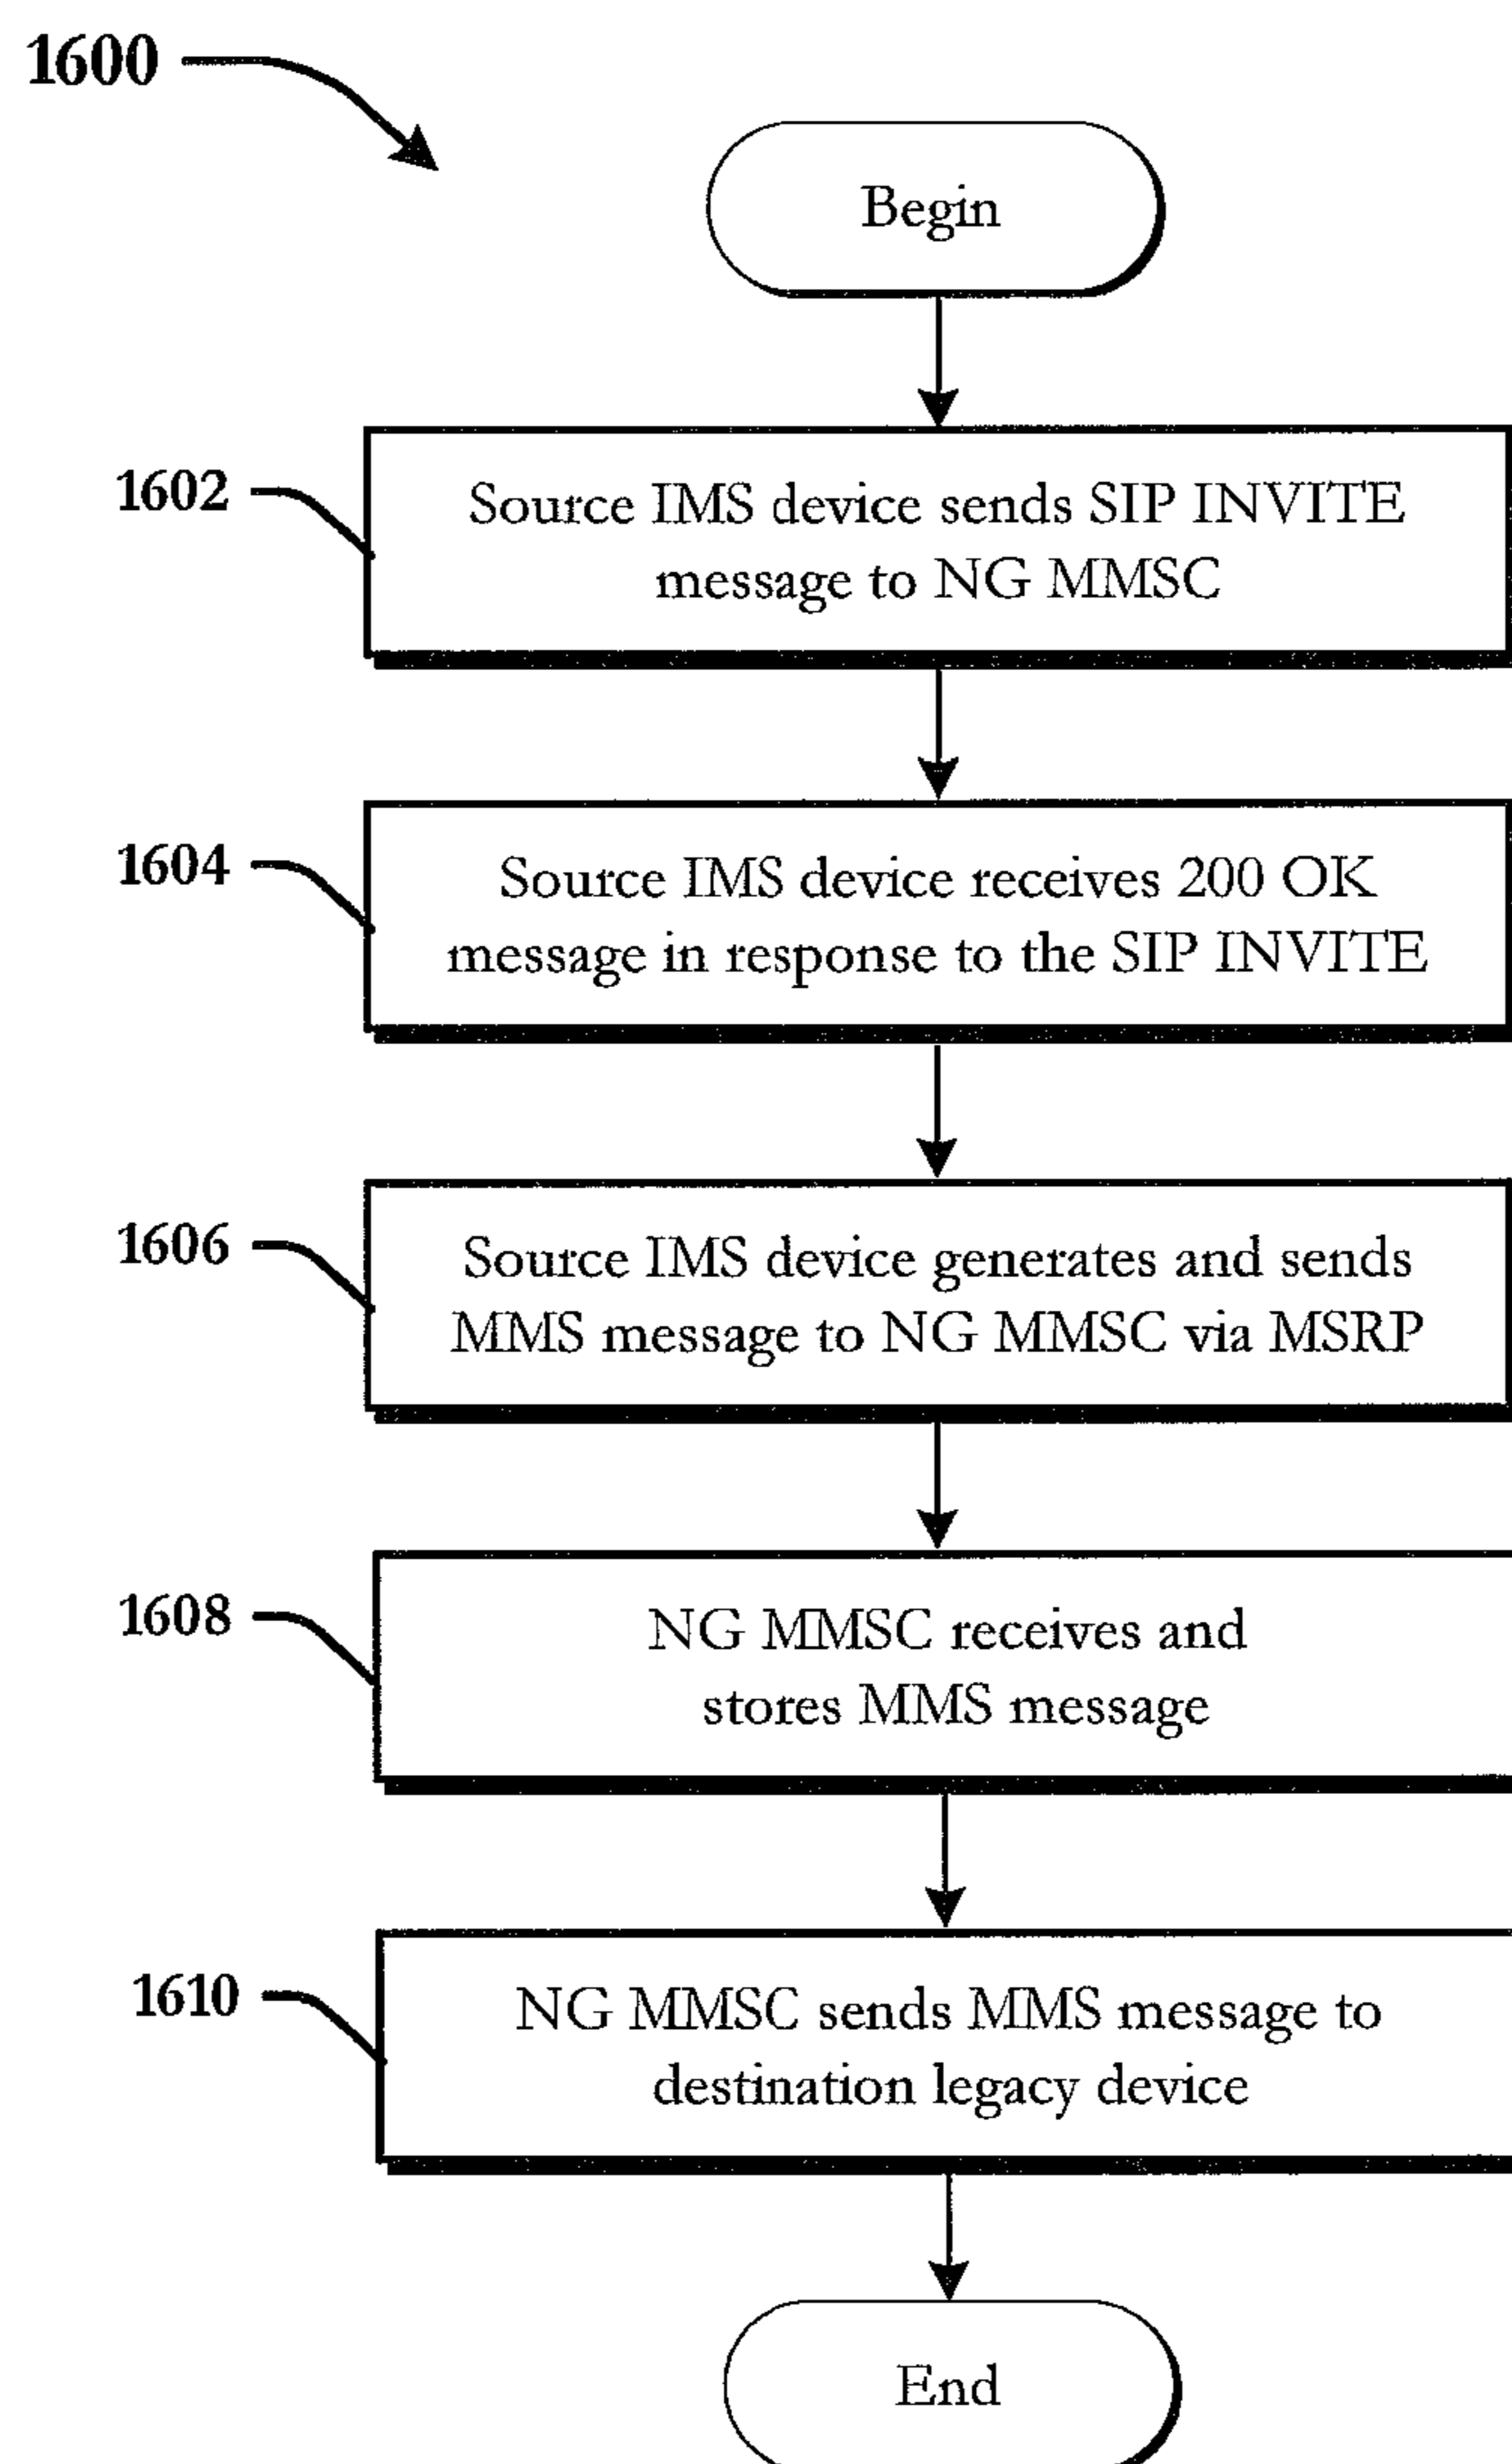 1600
Begin
1602
Source IMS device sends SIP INVITE
message to NG MMSC
1604
Source IMS device receives 200 OK
message in response to the SIP INVITE
1606
Source IMS device generates and sends
MMS message to NG MMSC via MSRP
1608
NG MMSC receives and
stores MMS message
1610
NG MMSC sends MMS message to
destination legacy device
End